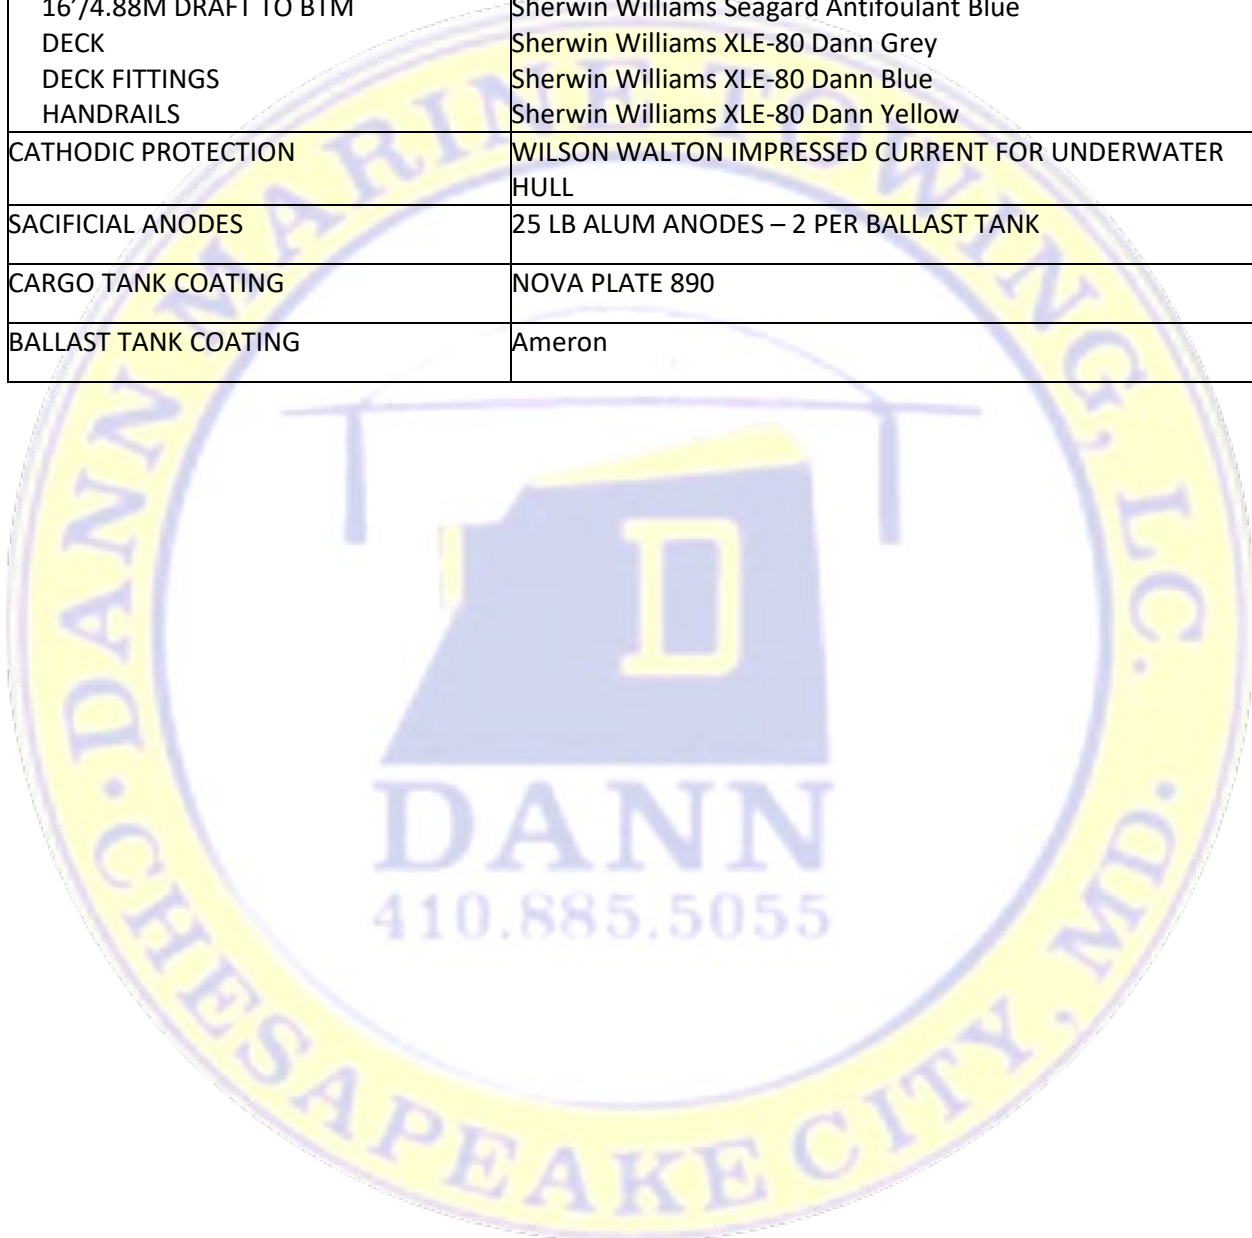 16’/4.88M DRAFT TO BTM Sherwin Williams Seagard Antifoulant Blue
DECK Sherwin Williams XLE-80 Dann Grey
DECK FITTINGS Sherwin Williams XLE-80 Dann Blue
HANDRAILS Sherwin Williams XLE-80 Dann Yellow
CATHODIC PROTECTION WILSON WALTON IMPRESSED CURRENT FOR UNDERWATER
HULL
SACIFICIAL ANODES 25 LB ALUM ANODES – 2 PER BALLAST TANK
CARGO TANK COATING NOVA PLATE 890
BALLAST TANK COATING Ameron
DANN MARINE TOWING, LC.
D
DANN
410.885.5055
• CHESAPEAKE CITY, MD •